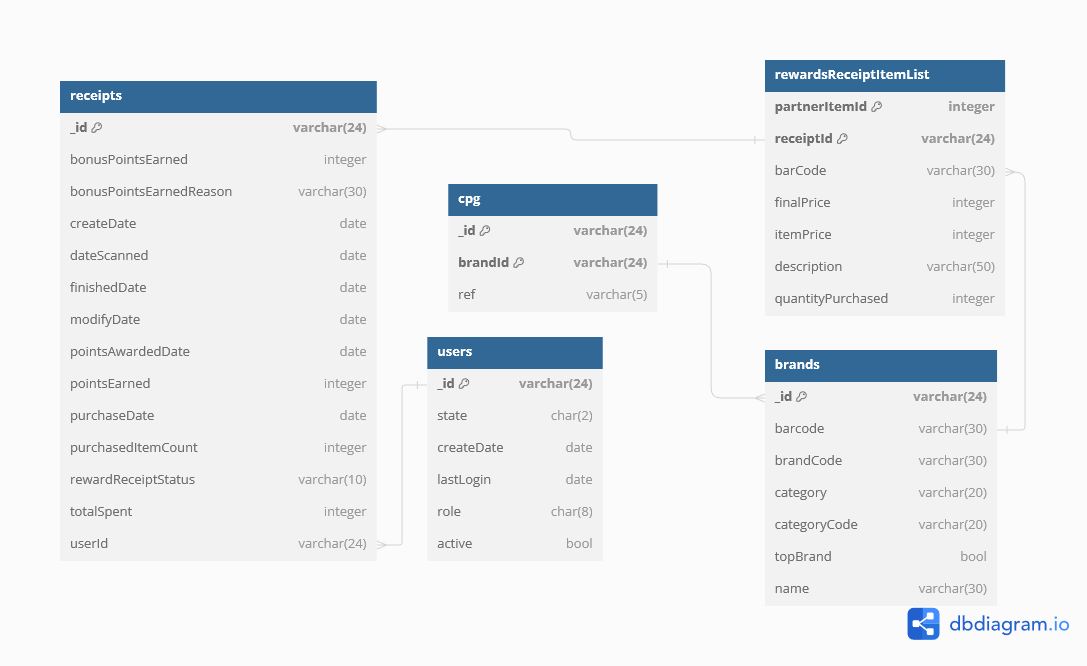 receipts
_id varchar(24)
bonusPointsEarned integer
bonusPointsEarnedReason varchar(30)
createDate date
dateScanned date
finishedDate date
modifyDate date
pointsAwardedDate date
pointsEarned integer
purchaseDate date
purchasedItemCount integer
rewardReceiptStatus varchar(10)
totalSpent integer
userId varchar(24)
cpg
_id varchar(24)
brandId varchar(24)
ref varchar(5)
users
_id varchar(24)
state char(2)
createDate date
lastLogin date
role char(8)
active bool
rewardsReceiptItemList
partnerItemId integer
receiptId varchar(24)
barCode varchar(30)
finalPrice integer
itemPrice integer
description varchar(50)
quantityPurchased integer
brands
_id varchar(24)
barcode varchar(30)
brandCode varchar(30)
category varchar(20)
categoryCode varchar(20)
topBrand bool
name varchar(30)
dbdiagram.io